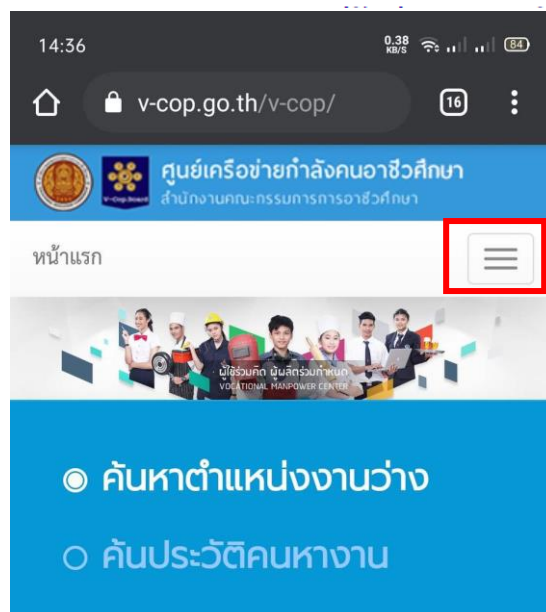 14:36
0.38 KB/S 84
v-cop.go.th/v-cop/ 16
ศูนย์เครือข่ายกำลังคนอาชีวศึกษา
สำนักงานคณะกรรมการการอาชีวศึกษา
V-Cop.Board
หน้าแรก
ผู้ใช้ร่วมคิด ผู้ผลิตร่วมกำหนด
VOCATIONAL MANPOWER CENTER
ค้นหาตำแหน่งงานว่าง
ค้นประวัติคนหางาน